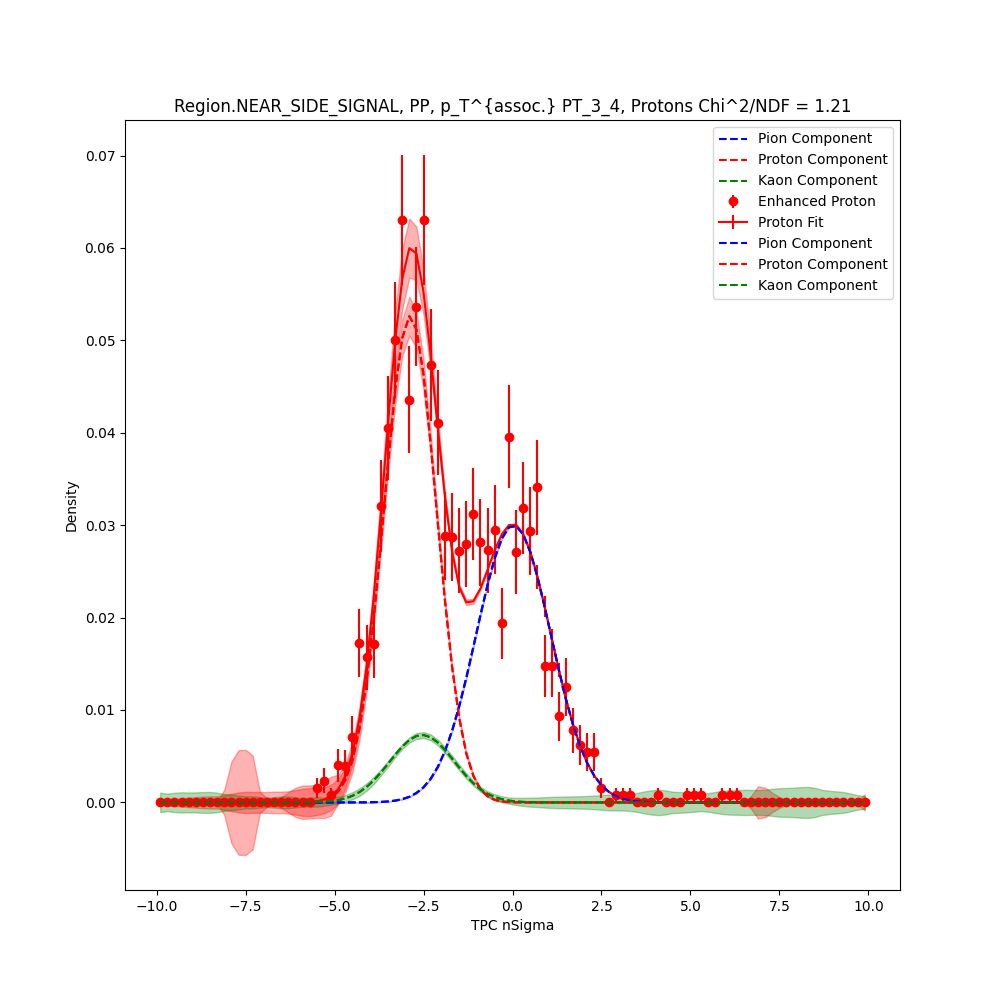 Region.NEAR_SIDE_SIGNAL, PP, p_T^{assoc.} PT_3_4, Protons Chi^2/NDF = 1.21
Pion Component
Proton Component
Kaon Component
Enhanced Proton
Proton Fit
Pion Component
Proton Component
Kaon Component
0.07
0.06
0.05
0.04
0.03
0.02
0.01
0.00
Density
−10.0 −7.5 −5.0 −2.5 0.0 2.5 5.0 7.5 10.0
TPC nSigma